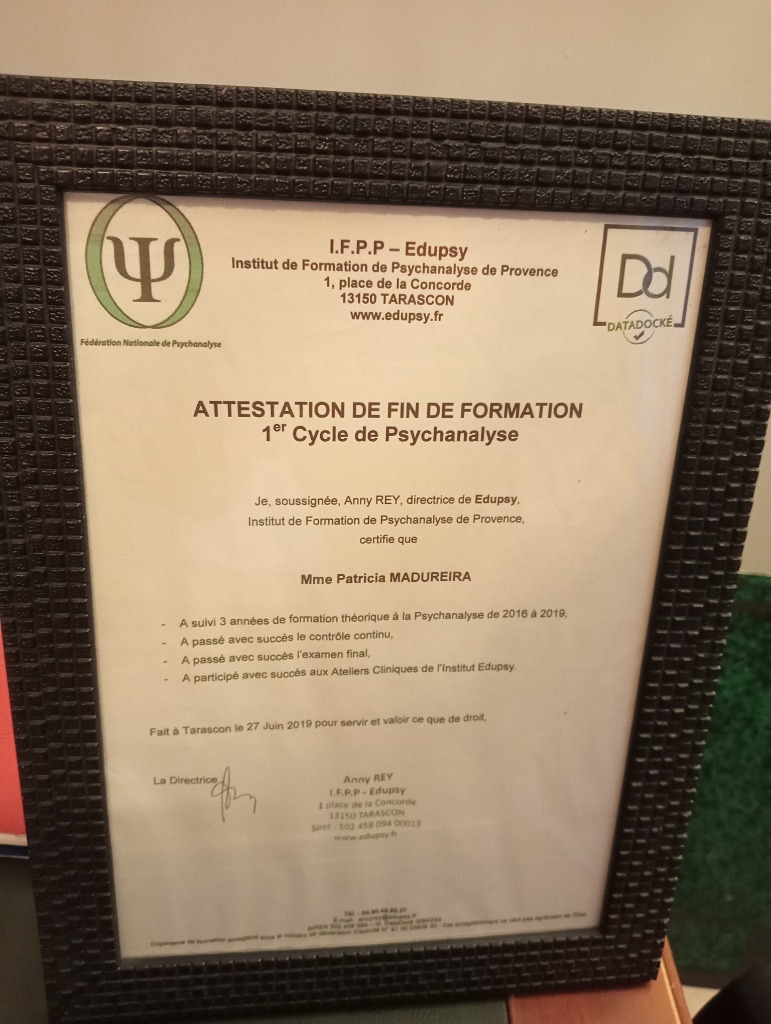 Ψ
Fédération Nationale de Psychanalyse
I.F.P.P – Edupsy
Institut de Formation de Psychanalyse de Provence
1, place de la Concorde
13150 TARASCON
www.edupsy.fr
Dd
DATADOCKÉ
ATTESTATION DE FIN DE FORMATION
1er Cycle de Psychanalyse
Je, soussignée, Anny REY, directrice de Edupsy,
Institut de Formation de Psychanalyse de Provence,
certifie que
Mme Patricia MADUREIRA
- A suivi 3 années de formation théorique à la Psychanalyse de 2016 à 2019,
- A passé avec succès le contrôle continu,
- A passé avec succès l'examen final,
- A participé avec succès aux Ateliers Cliniques de l'Institut Edupsy.
Fait à Tarascon le 27 Juin 2019 pour servir et valoir ce que de droit,
La Directrice
Anny REY
I.F.P.P - Edupsy
1 place de la Concorde
13150 TARASCON
Siret : 502 458 094 00013
www.edupsy.fr